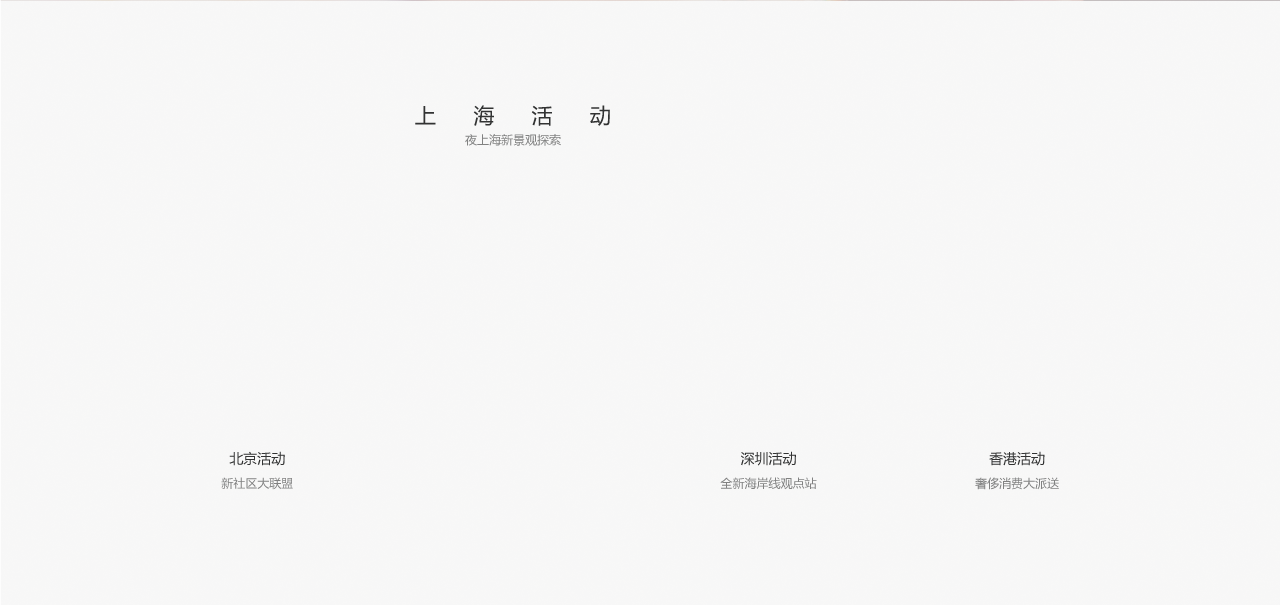 上海活动
夜上海新景观探索
北京活动
新社区大联盟
深圳活动
全新海岸线观点站
香港活动
奢侈消费大派送